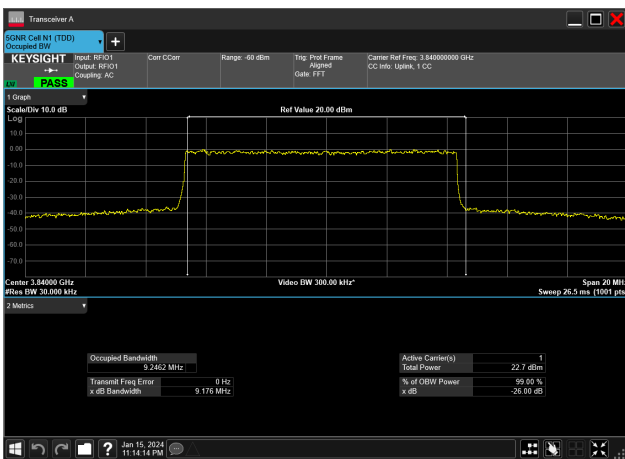 Transceiver A
5GNR Cell N1 (TDD)
Occupied BW
KEYSIGHT
PASS
Input: RFIO1
Output: RFIO1
Coupling: AC
Corr CCorr
Range: -60 dBm
Trig: Prot Frame
Aligned
Gate: FFT
Carrier Ref Freq: 3.840000000 GHz
CC Info: Uplink, 1 CC
1 Graph
Scale/Div 10.0 dB
Ref Value 20.00 dBm
Log
10.0
0.00
-10.0
-20.0
-30.0
-40.0
-50.0
-60.0
-70.0
Center 3.84000 GHz
Video BW 300.00 kHz*
Span 20 MHz
#Res BW 30.000 kHz
Sweep 26.5 ms (1001 pts
2 Metrics
Occupied Bandwidth
9.2462 MHz
Transmit Freq Error 0 Hz
x dB Bandwidth 9.176 MHz
Active Carrier(s) 1
Total Power 22.7 dBm
% of OBW Power 99.00 %
x dB -26.00 dB
?
Jan 15, 2024
11:14:14 PM